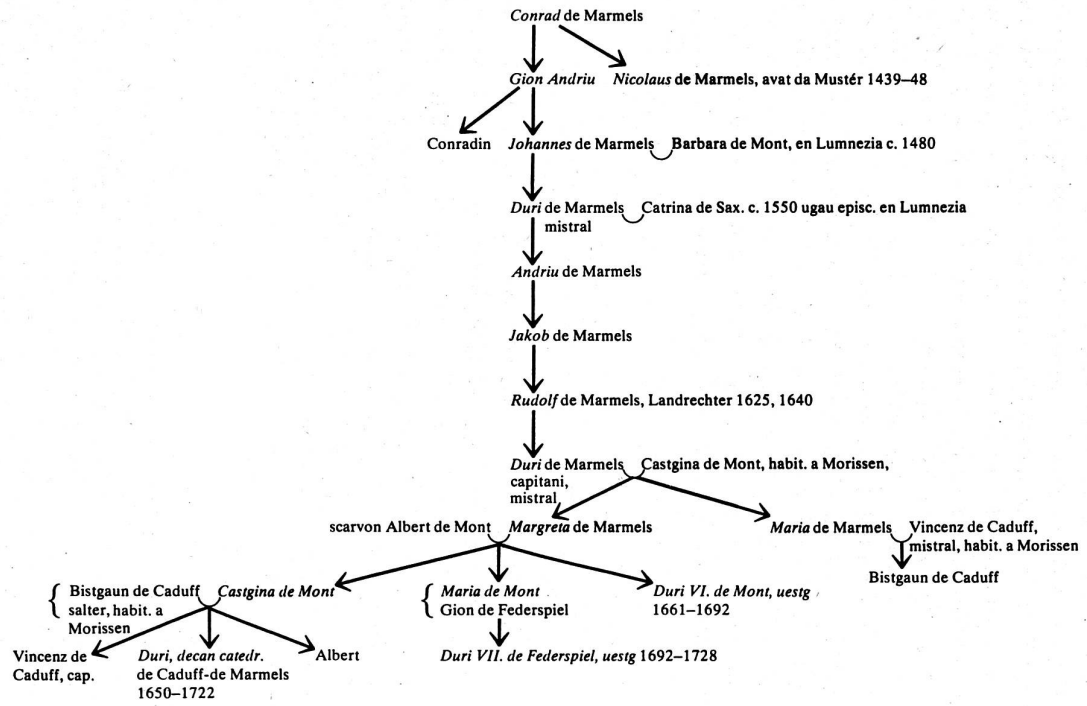 Conrad de Marmels
Gion Andriu Nicolaus de Marmels, avat da Mustér 1439–48
Conradin Johannes de Marmels Barbara de Mont, en Lumnezia c. 1480
Duri de Marmels Catrina de Sax. c. 1550 ugau episc. en Lumnezia
mistral
Andriu de Marmels
Jakob de Marmels
Rudolf de Marmels, Landrechter 1625, 1640
Duri de Marmels Castgina de Mont, habit. a Morissen,
capitani,
mistral
scarvon Albert de Mont Margreta de Marmels
Maria de Marmels Vincenz de Caduff,
mistral, habit. a Morissen
Bistgaun de Caduff
{ Bistgaun de Caduff Castgina de Mont
salter, habit. a
Morissen
{ Maria de Mont
Gion de Federspiel
Duri VI. de Mont, uestg
1661–1692
Vincenz de
Caduff, cap.
Duri, decan catedr.
de Caduff-de Marmels
1650–1722
Albert
Duri VII. de Federspiel, uestg 1692–1728